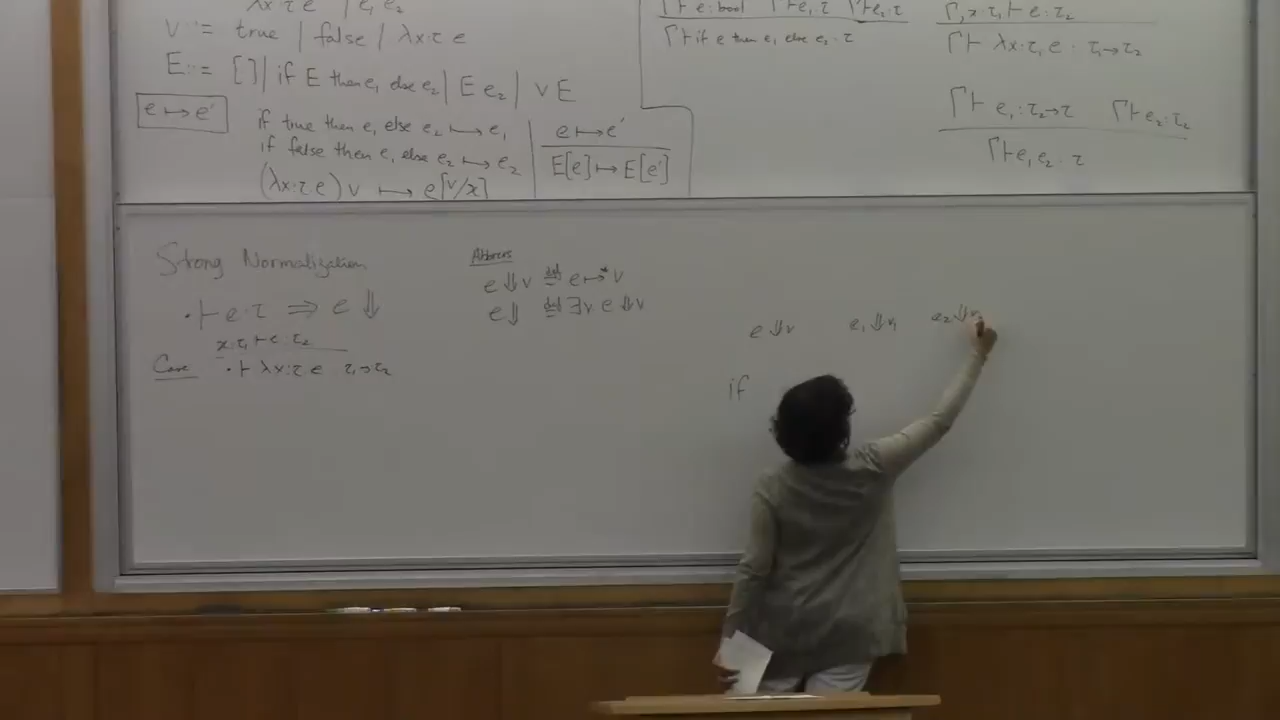 λx:τ.e | e₁ e₂
v ::= true | false | λx:τ.e
E ::= [ ] | if E then e₁ else e₂ | E e₂ | v E
e ↦ e'
if true then e₁ else e₂ ↦ e₁
if false then e₁ else e₂ ↦ e₂
(λx:τ.e) v ↦ e[v/x]
e ↦ e'
E[e] ↦ E[e']
Γ ⊢ e : bool Γ ⊢ e₁ : τ Γ ⊢ e₂ : τ
Γ ⊢ if e then e₁ else e₂ : τ
Γ, x:τ₁ ⊢ e : τ₂
Γ ⊢ λx:τ₁.e : τ₁→τ₂
Γ ⊢ e₁ : τ₂→τ Γ ⊢ e₂ : τ₂
Γ ⊢ e₁ e₂ : τ
Strong Normalization
· ⊢ e : τ ⇒ e ⇓
x:τ₁ ⊢ e : τ₂
Case · ⊢ λx:τ.e : τ₁→τ₂
e ⇓ v ≝ e ↦* v
e ⇓ ≝ ∃v. e ⇓ v
e ⇓ v e₁ ⇓ v₁ e₂ ⇓ v
if